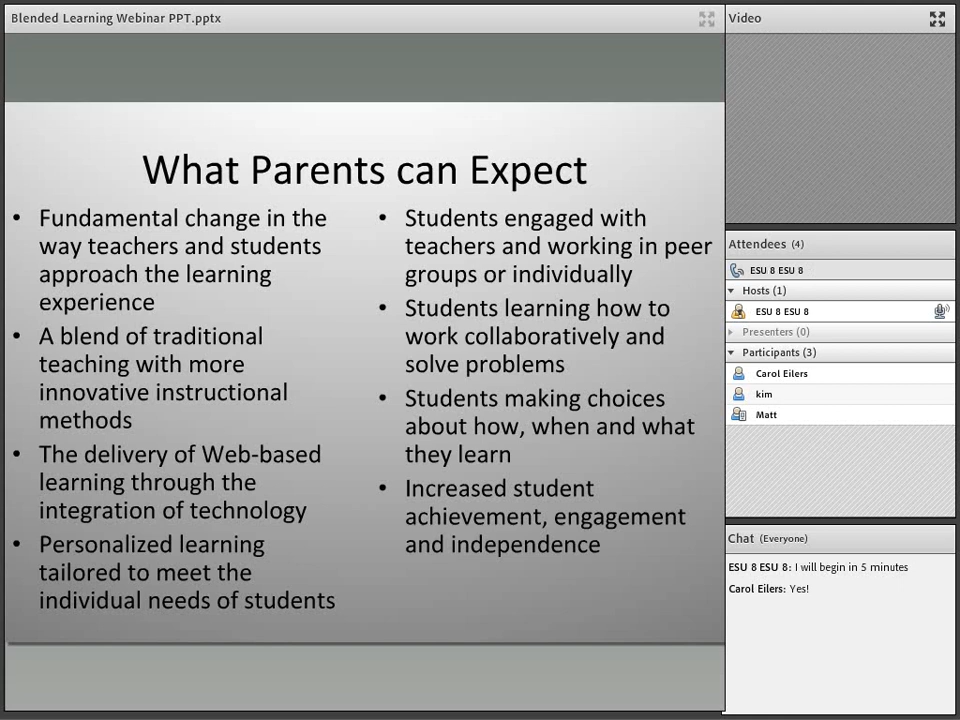 Blended Learning Webinar PPT.pptx
What Parents can Expect
• Fundamental change in the
way teachers and students
approach the learning
experience
• A blend of traditional
teaching with more
innovative instructional
methods
• The delivery of Web-based
learning through the
integration of technology
• Personalized learning
tailored to meet the
individual needs of students
• Students engaged with
teachers and working in peer
groups or individually
• Students learning how to
work collaboratively and
solve problems
• Students making choices
about how, when and what
they learn
• Increased student
achievement, engagement
and independence
Video
Attendees (4)
ESU 8 ESU 8
Hosts (1)
ESU 8 ESU 8
Presenters (0)
Participants (3)
Carol Eilers
kim
Matt
Chat (Everyone)
ESU 8 ESU 8: I will begin in 5 minutes
Carol Eilers: Yes!